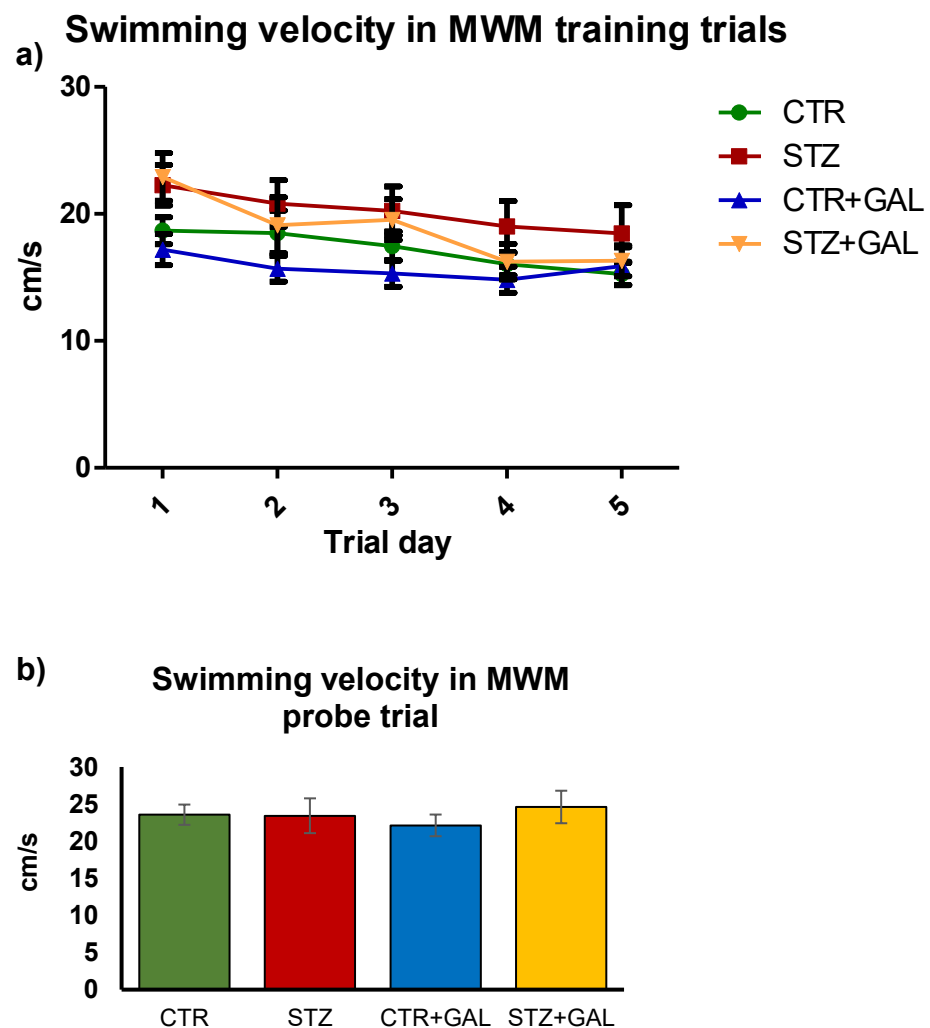 a) Swimming velocity in MWM training trials
30
20
10
0
cm/s
1 2 3 4 5
Trial day
CTR
STZ
CTR+GAL
STZ+GAL
b)
Swimming velocity in MWM
probe trial
30
25
20
15
10
5
0
cm/s
CTR STZ CTR+GAL STZ+GAL